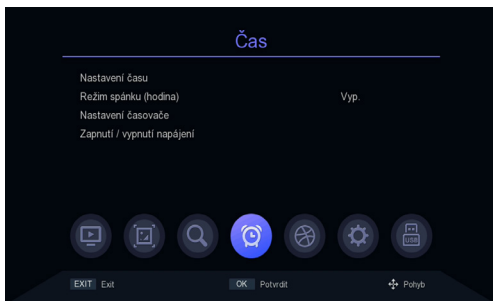 Čas
Nastavení času
Režim spánku (hodina) Vyp.
Nastavení časovače
Zapnutí / vypnutí napájení
USB
EXIT Exit OK Potvrdit Pohyb